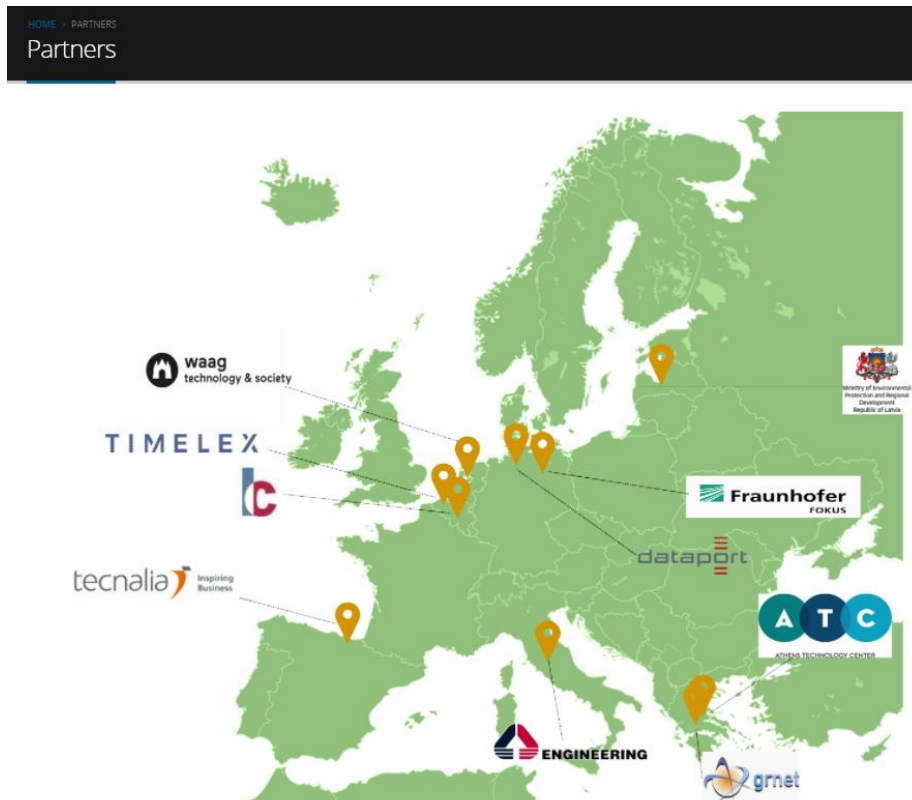 HOME › PARTNERS
Partners
waag
technology & society
TIMELEX
lc
tecnalia Inspiring
Business
Ministry of Environmental
Protection and Regional
Development
Republic of Latvia
Fraunhofer
FOKUS
dataport
ATC
ATHENS TECHNOLOGY CENTER
ENGINEERING
grnet